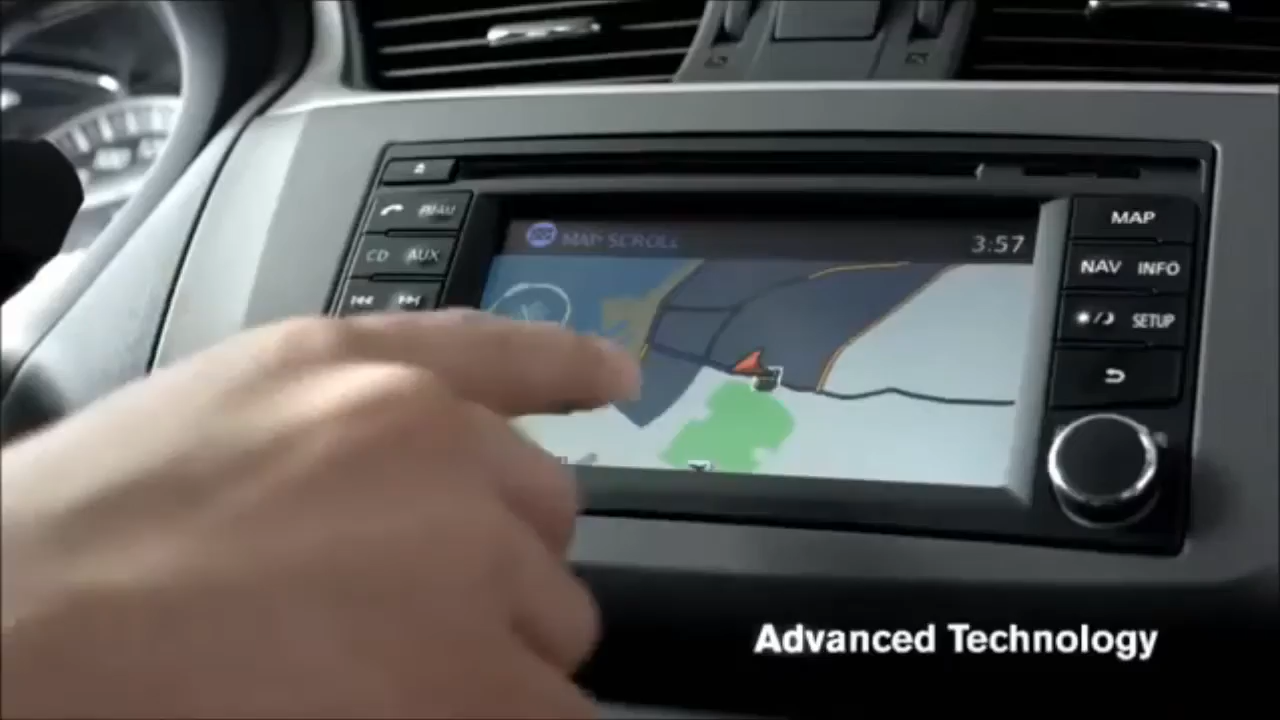 MAP SCROLL
3:57
MAP
CD AUX
NAV INFO
SETUP
Advanced Technology